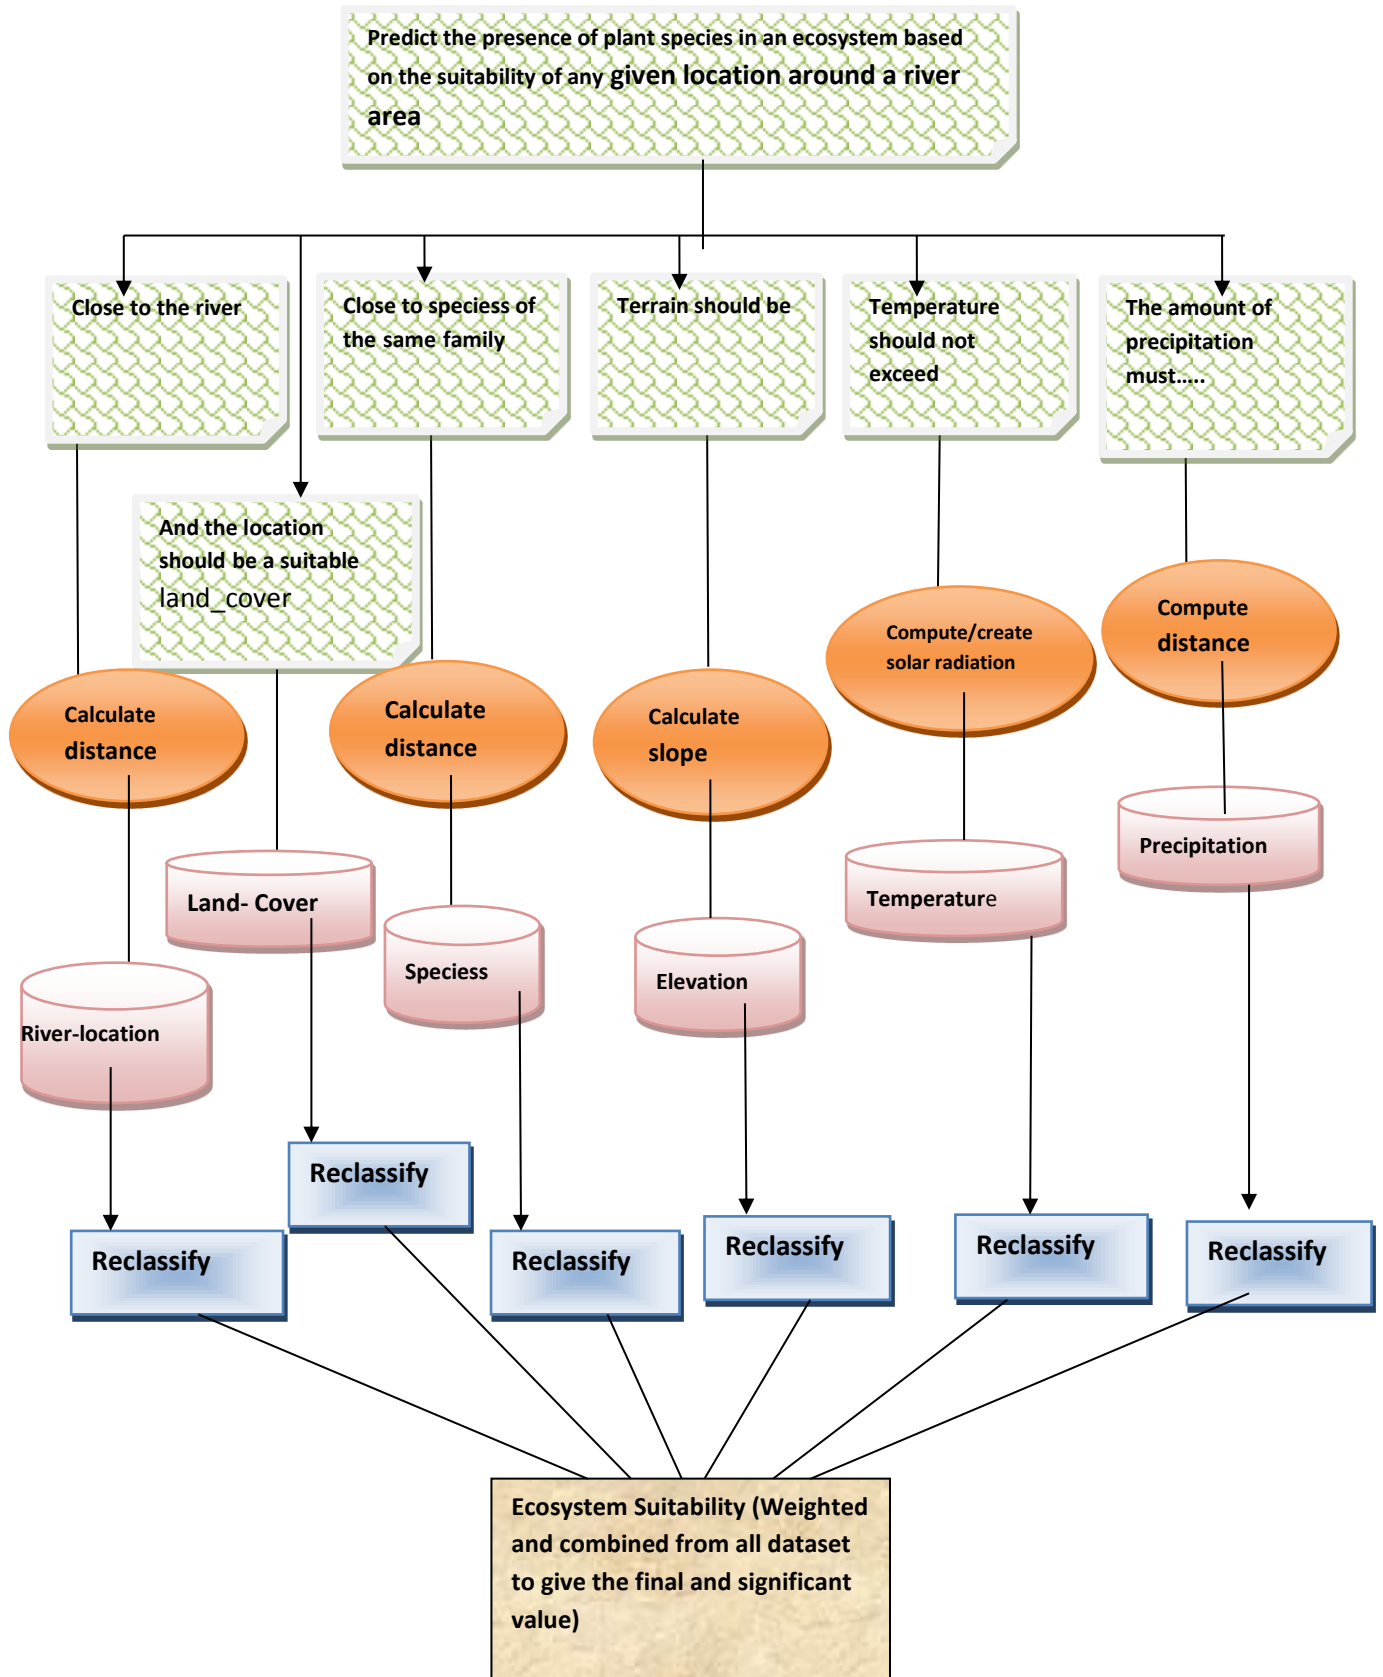 Predict the presence of plant species in an ecosystem based
on the suitability of any given location around a river
area
Close to the river
Close to speciess of
the same family
Terrain should be
Temperature
should not
exceed
The amount of
precipitation
must…..
And the location
should be a suitable
land_cover
Calculate
distance
Calculate
distance
Calculate
slope
Compute/create
solar radiation
Compute
distance
River-location
Land- Cover
Speciess
Elevation
Temperature
Precipitation
Reclassify
Reclassify
Reclassify
Reclassify
Reclassify
Reclassify
Ecosystem Suitability (Weighted
and combined from all dataset
to give the final and significant
value)